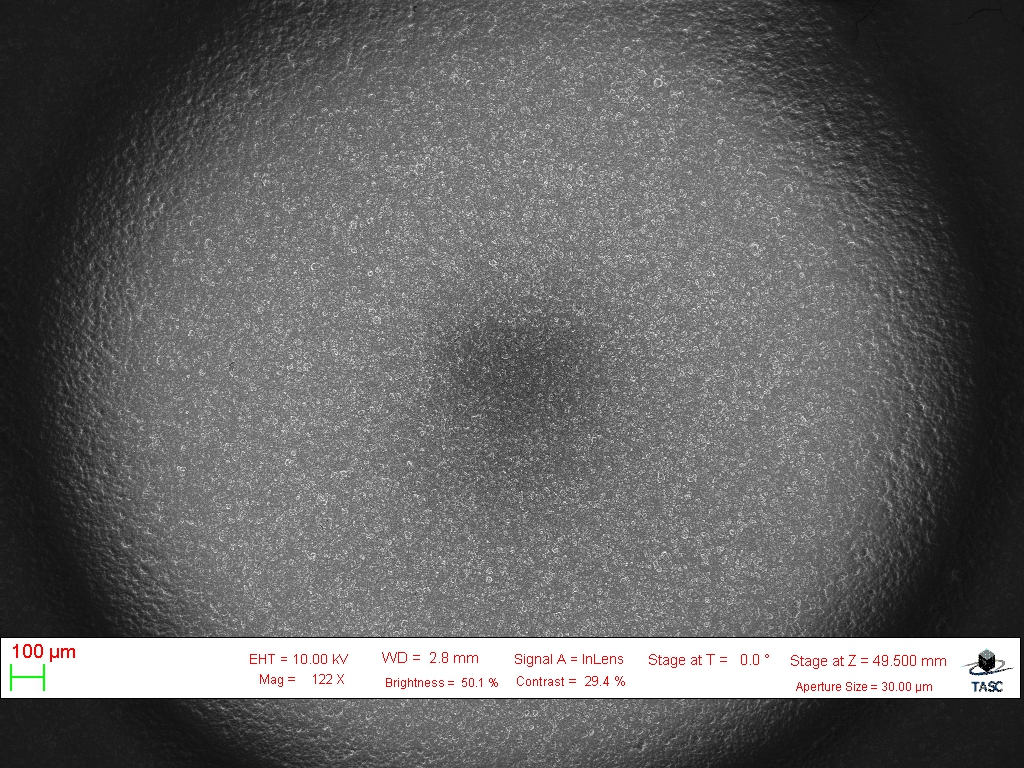 100 µm
EHT = 10.00 kV WD = 2.8 mm Signal A = InLens Stage at T = 0.0 ° Stage at Z = 49.500 mm
Mag = 122 X Brightness = 50.1 % Contrast = 29.4 % Aperture Size = 30.00 µm
TASC